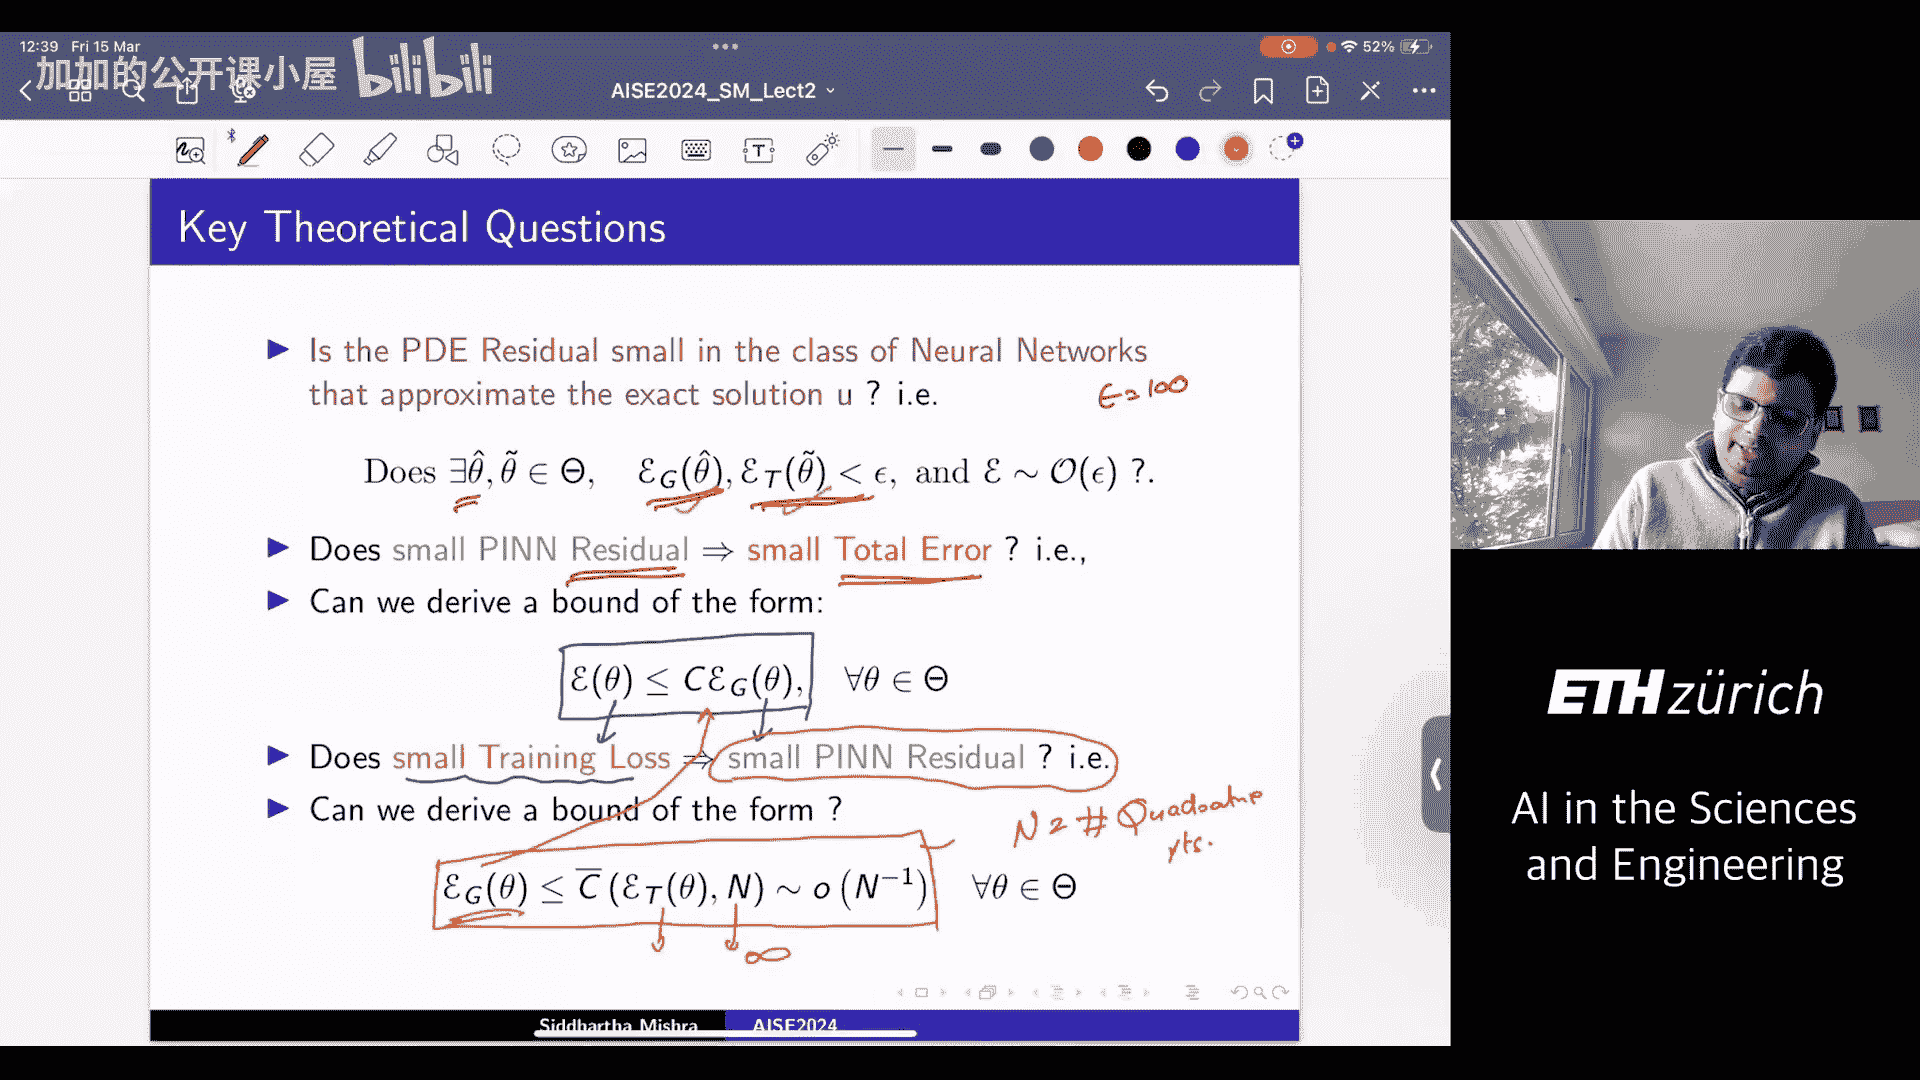 12:39 Fri 15 Mar
52%
加加的公开课小屋 bilibili
AISE2024_SM_Lect2
Key Theoretical Questions
Is the PDE Residual small in the class of Neural Networks
that approximate the exact solution u ? i.e.
ϵ=100
Does ∃θ̂, θ̃ ∈ Θ, ℰ_G(θ̂), ℰ_T(θ̃) < ϵ, and ℰ ∼ 𝒪(ϵ) ?.
Does small PINN Residual ⇒ small Total Error ? i.e.,
Can we derive a bound of the form:
ℰ(θ) ≤ Cℰ_G(θ), ∀θ ∈ Θ
Does small Training Loss ⇒ small PINN Residual ? i.e.
Can we derive a bound of the form ?
N = # Quadrature
pts.
ℰ_G(θ) ≤ C̅ (ℰ_T(θ), N) ∼ o (N⁻¹) ∀θ ∈ Θ
∞
Siddhartha Mishra AISE2024
ETH zürich
AI in the Sciences
and Engineering